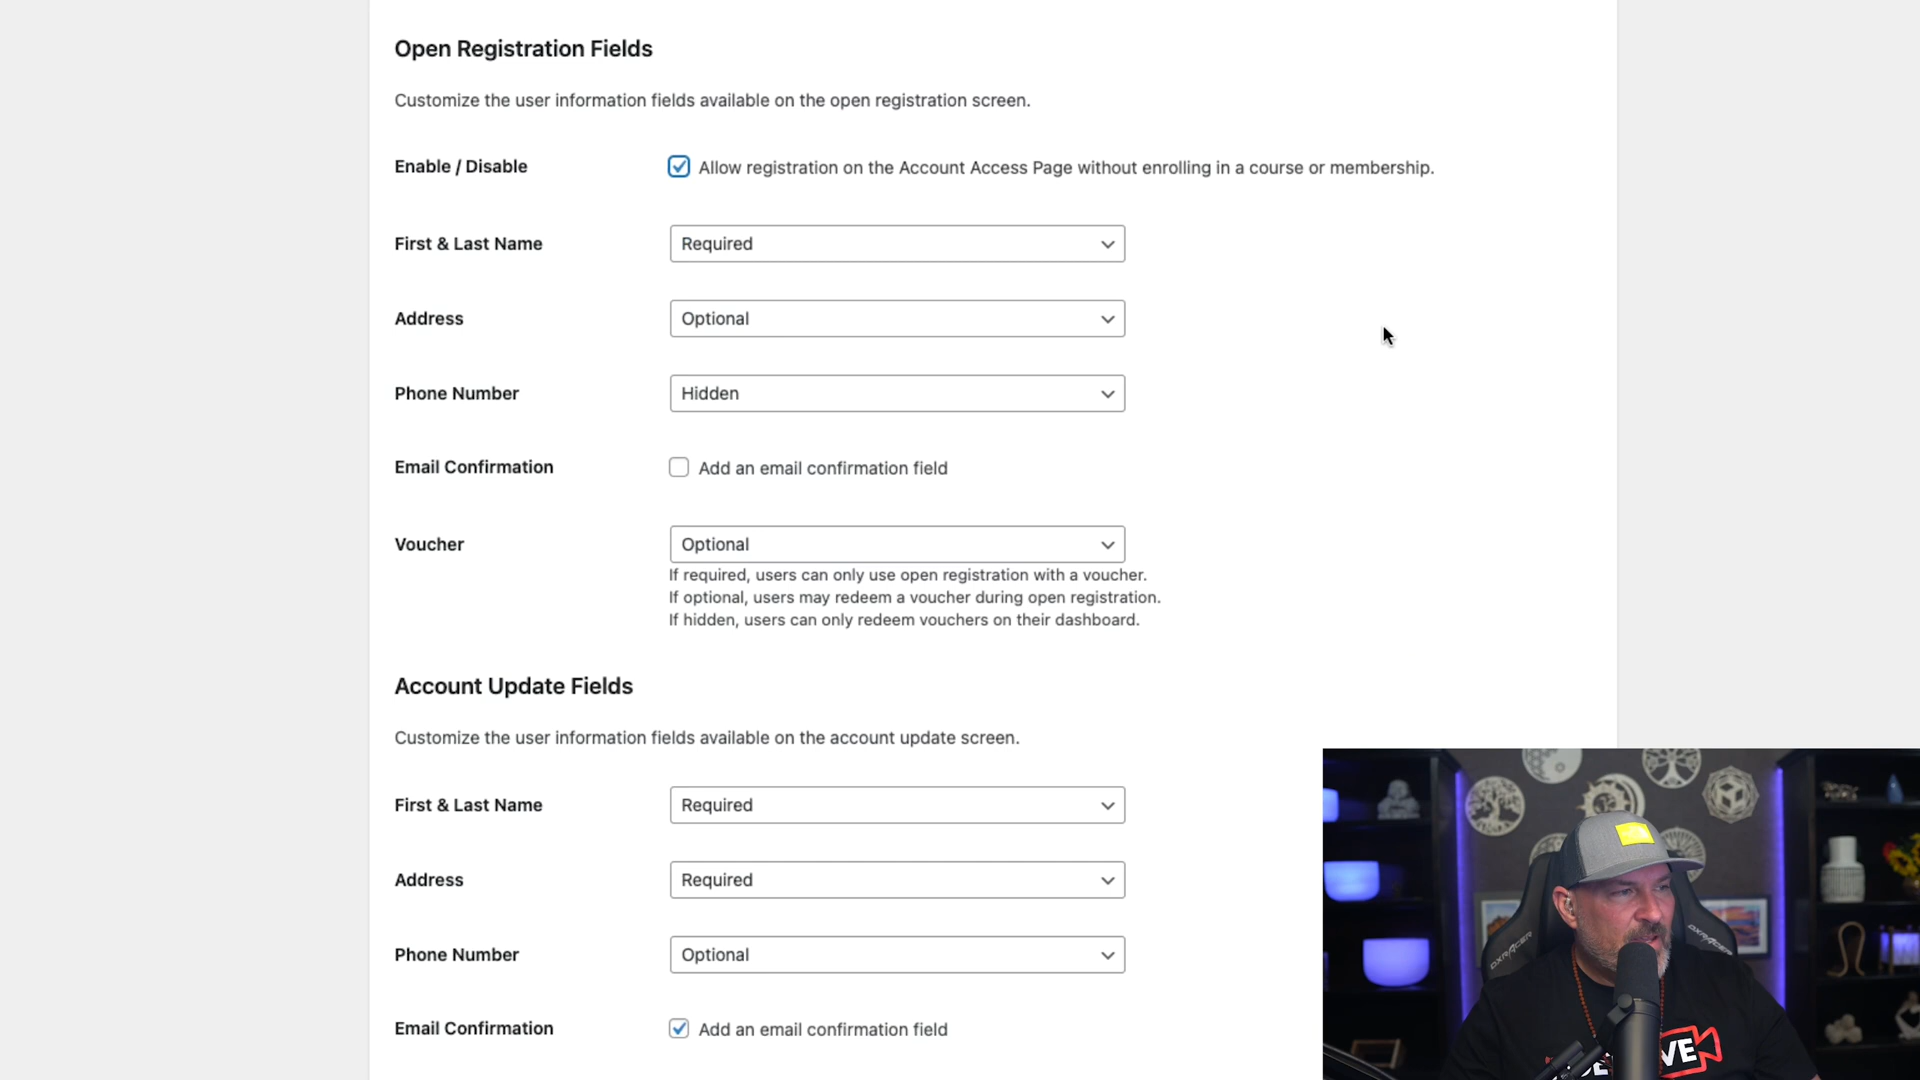 Open Registration Fields
Customize the user information fields available on the open registration screen.
Enable / Disable
Allow registration on the Account Access Page without enrolling in a course or membership.
First & Last Name
Required
Address
Optional
Phone Number
Hidden
Email Confirmation
Add an email confirmation field
Voucher
Optional
If required, users can only use open registration with a voucher.
If optional, users may redeem a voucher during open registration.
If hidden, users can only redeem vouchers on their dashboard.
Account Update Fields
Customize the user information fields available on the account update screen.
First & Last Name
Required
Address
Required
Phone Number
Optional
Email Confirmation
Add an email confirmation field
DXRACER
DXRACER